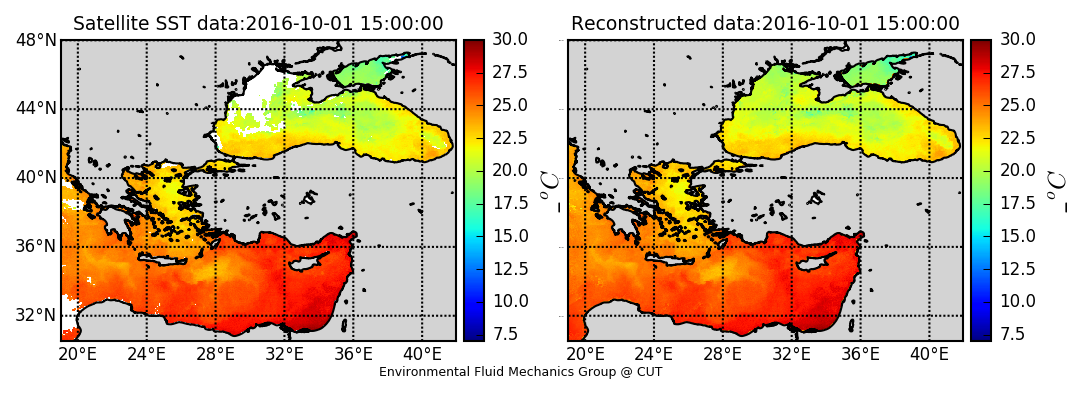 Satellite SST data:2016-10-01 15:00:00
Reconstructed data:2016-10-01 15:00:00
48°N
44°N
40°N
36°N
32°N
20°E 24°E 28°E 32°E 36°E 40°E
30.0
27.5
25.0
22.5
20.0
17.5
15.0
12.5
10.0
7.5
_ °C
20°E 24°E 28°E 32°E 36°E 40°E
30.0
27.5
25.0
22.5
20.0
17.5
15.0
12.5
10.0
7.5
_ °C
Environmental Fluid Mechanics Group @ CUT